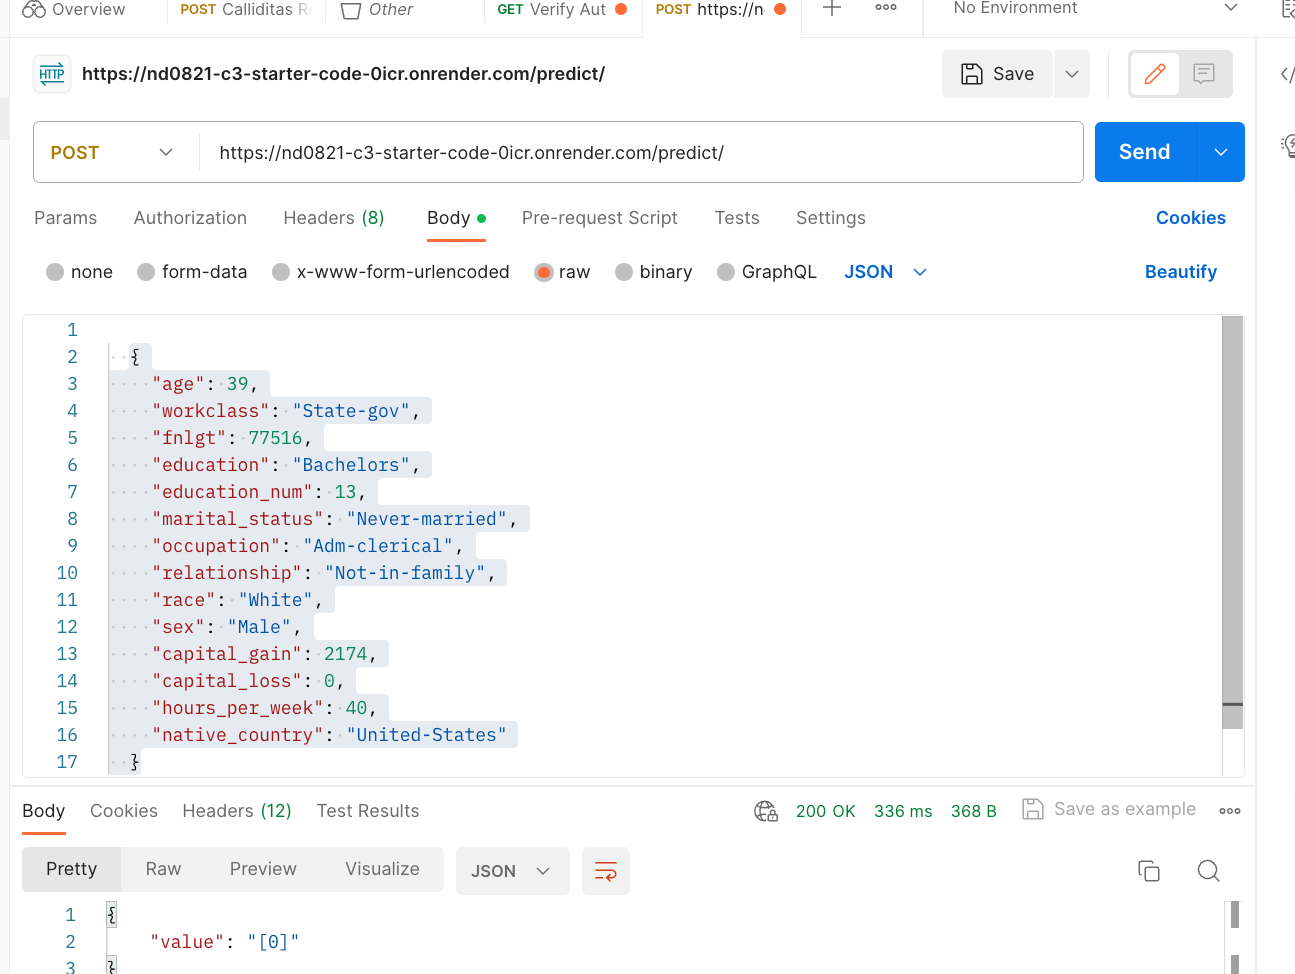 Overview POST Calliditas R Other GET Verify Aut POST https://n No Environment
HTTP https://nd0821-c3-starter-code-0icr.onrender.com/predict/ Save
POST https://nd0821-c3-starter-code-0icr.onrender.com/predict/ Send
Params Authorization Headers (8) Body Pre-request Script Tests Settings Cookies
none form-data x-www-form-urlencoded raw binary GraphQL JSON Beautify
1
2 {
3 "age": 39,
4 "workclass": "State-gov",
5 "fnlgt": 77516,
6 "education": "Bachelors",
7 "education_num": 13,
8 "marital_status": "Never-married",
9 "occupation": "Adm-clerical",
10 "relationship": "Not-in-family",
11 "race": "White",
12 "sex": "Male",
13 "capital_gain": 2174,
14 "capital_loss": 0,
15 "hours_per_week": 40,
16 "native_country": "United-States"
17 }
Body Cookies Headers (12) Test Results 200 OK 336 ms 368 B Save as example
Pretty Raw Preview Visualize JSON
1 {
2 "value": "[0]"
3 }